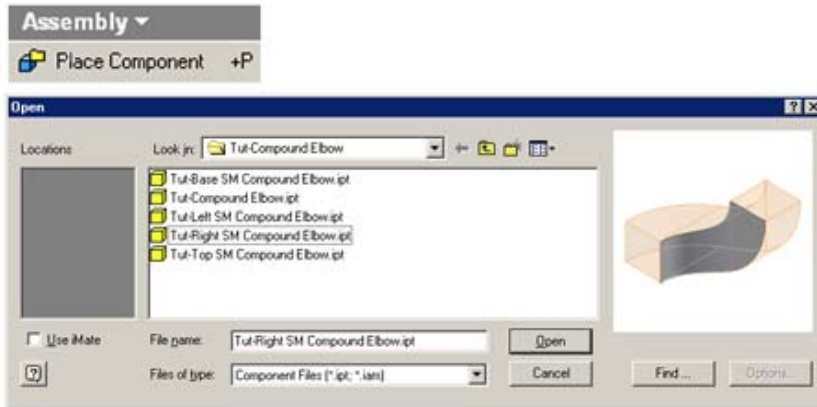 Assembly
Place Component +P
Open
Locations
Look in: Tut-Compound Elbow
Tut-Base SM Compound Elbow.ipt
Tut-Compound Elbow.ipt
Tut-Left SM Compound Elbow.ipt
Tut-Right SM Compound Elbow.ipt
Tut-Top SM Compound Elbow.ipt
Use iMate
File name: Tut-Right SM Compound Elbow.ipt Open
Files of type: Component Files (*.ipt; *.iam) Cancel Find... Options...